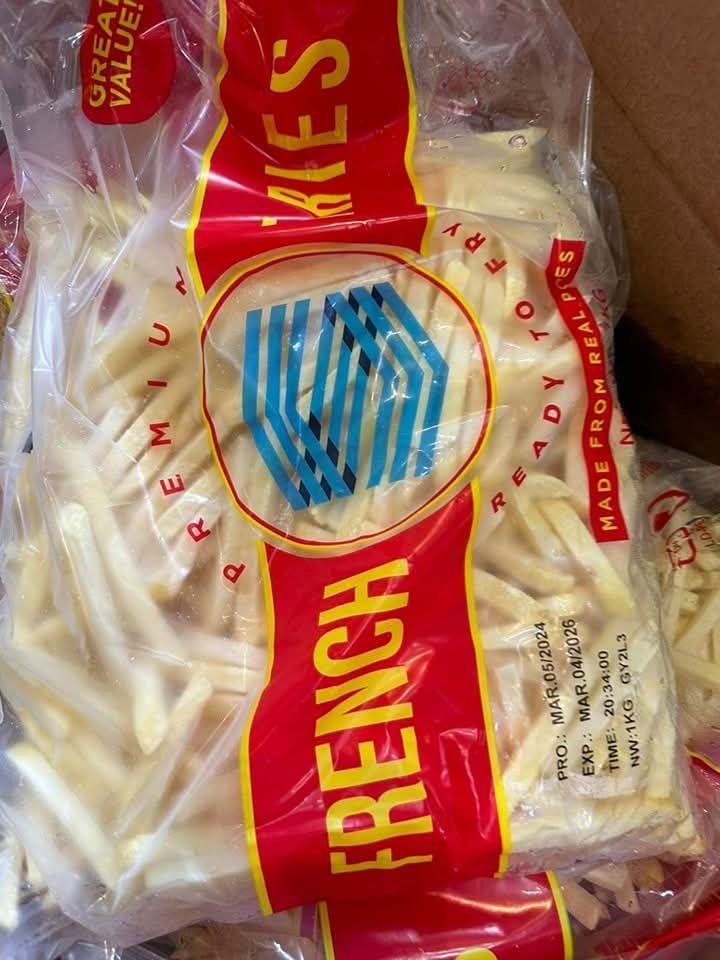 GREAT
VALUE!
FRENCH
PREMIUM
READY TO FRY
MADE FROM REAL
PRO.: MAR.05/2024
EXP.: MAR.04/2026
TIME: 20:34:00
NW:1KG GY2L3